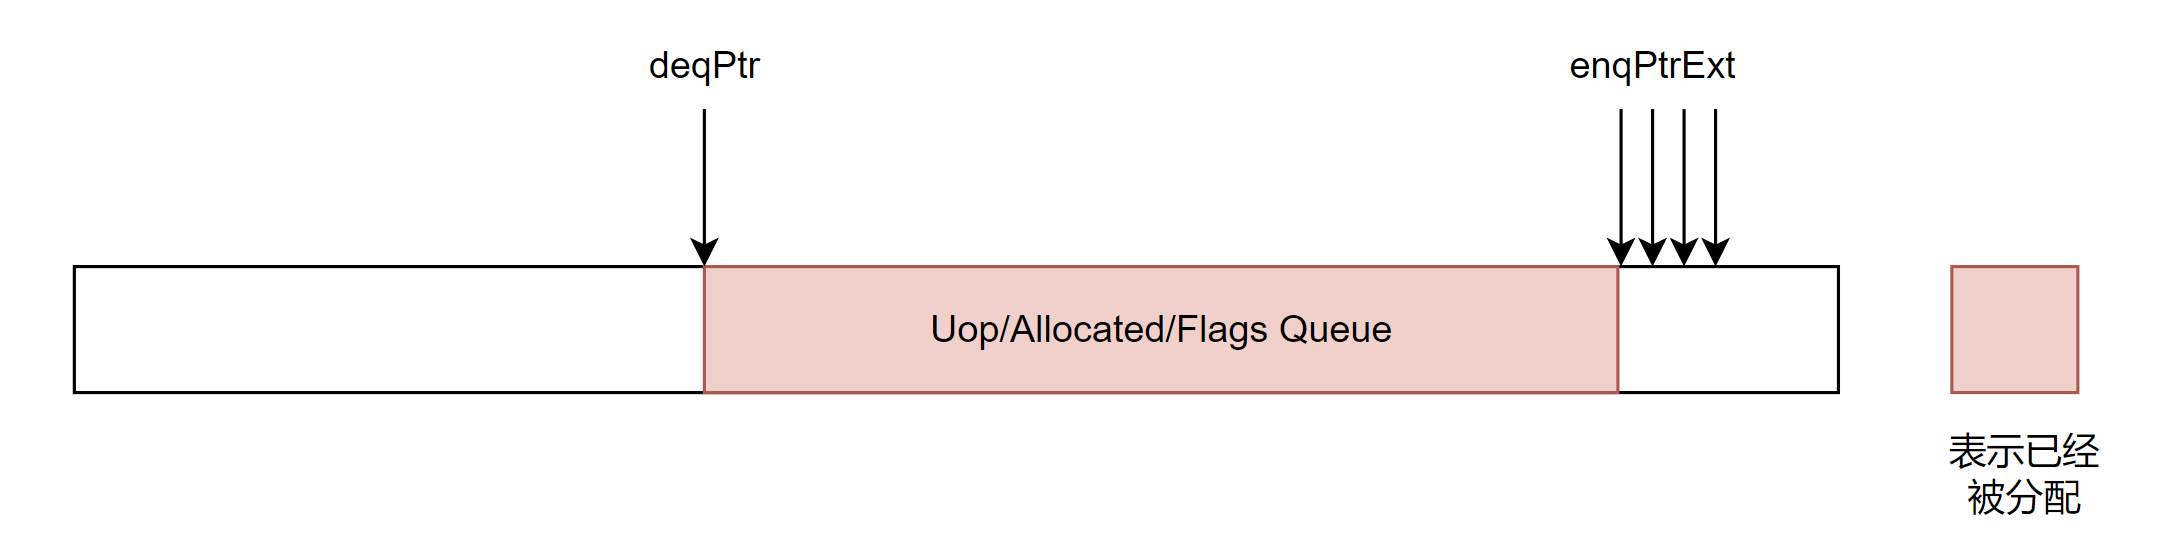 deqPtr
enqPtrExt
Uop/Allocated/Flags Queue
表示已经
被分配